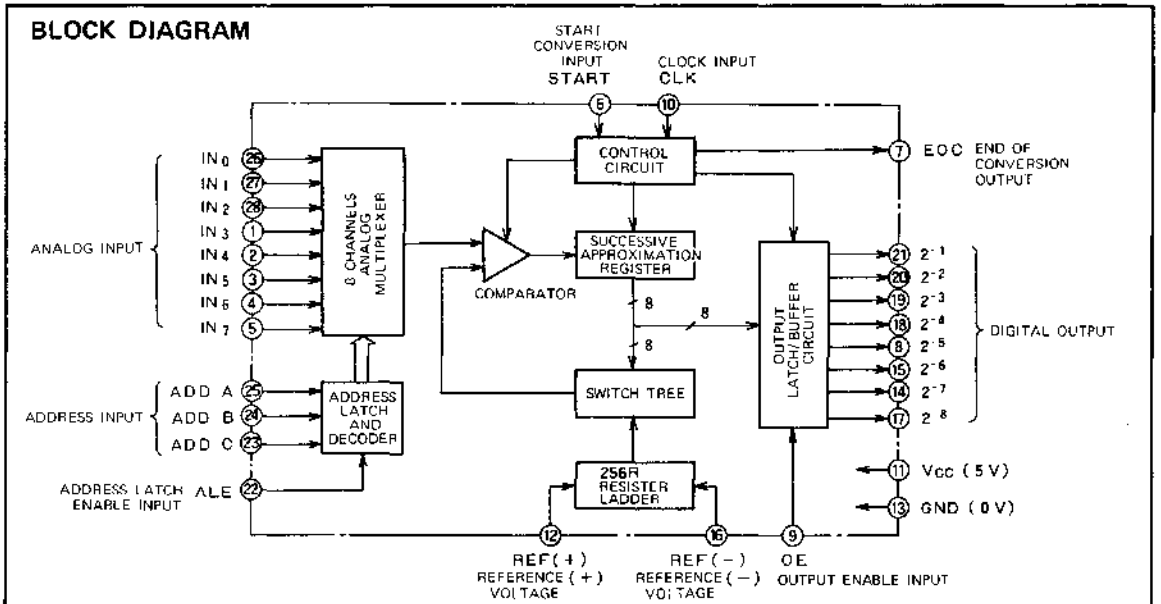 BLOCK DIAGRAM
START
CONVERSION
INPUT
START
CLOCK INPUT
CLK
6
10
IN0 26
IN1 27
IN2 28
IN3 1
IN4 2
IN5 3
IN6 4
IN7 5
ANALOG INPUT
8 CHANNELS
ANALOG
MULTIPLEXER
CONTROL
CIRCUIT
7 EOC END OF
CONVERSION
OUTPUT
COMPARATOR
SUCCESSIVE
APPROXIMATION
REGISTER
8
8
8
SWITCH TREE
256R
RESISTER
LADDER
OUTPUT
LATCH/BUFFER
CIRCUIT
21 2-1
20 2-2
19 2-3
18 2-4
8 2-5
15 2-6
14 2-7
17 2-8
DIGITAL OUTPUT
ADD A 25
ADD B 24
ADD C 23
ADDRESS INPUT
ADDRESS
LATCH
AND
DECODER
ADDRESS LATCH
ENABLE INPUT
ALE 22
11 VCC (5V)
13 GND (0V)
12
REF(+)
REFERENCE(+)
VOLTAGE
16
REF(−)
REFERENCE(−)
VOLTAGE
9
OE
OUTPUT ENABLE INPUT